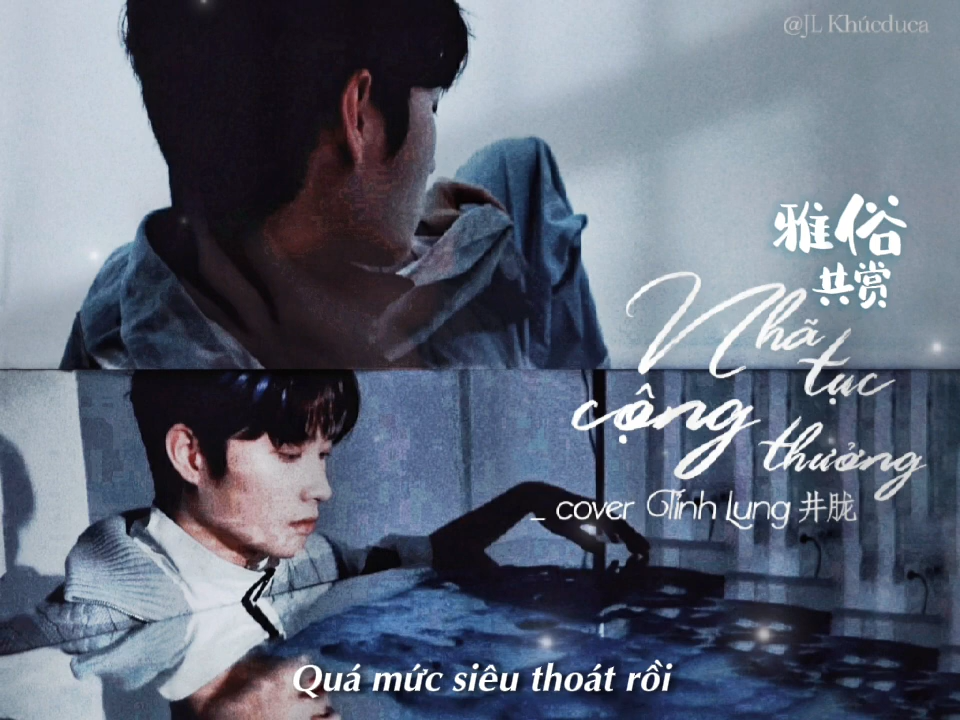 @JL Khúcduca
雅俗
共赏
Nhã
tục
cộng
thưởng
_ cover Tỉnh Lung 井胧
Quá mức siêu thoát rồi